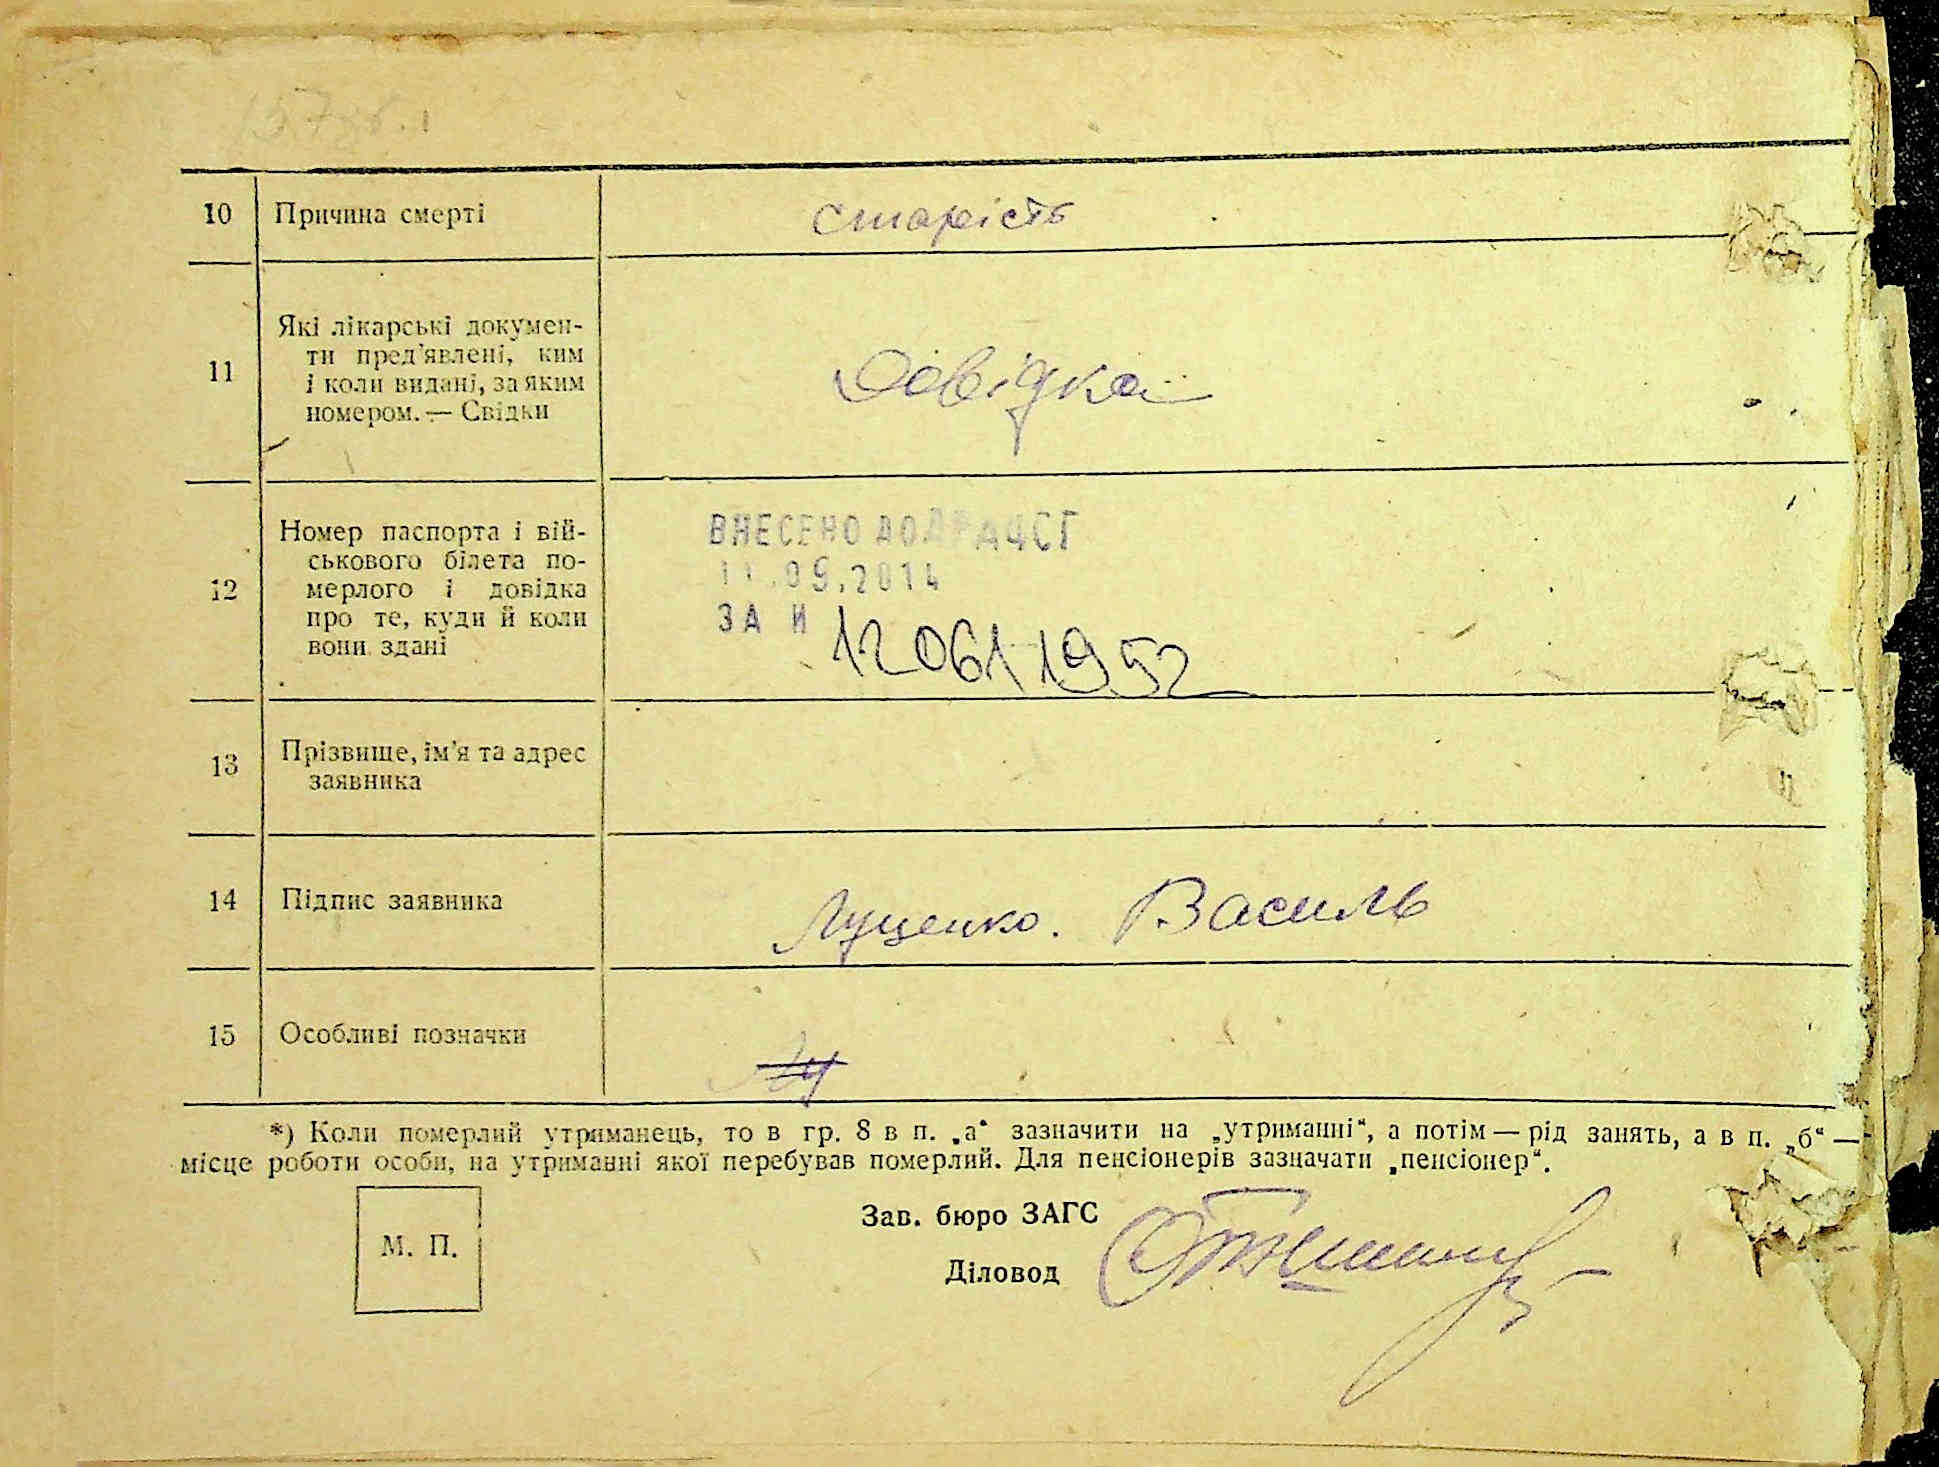 10 Причина смерті старість
11 Які лікарські докумен-
ти пред'явлені, ким
і коли видані, за яким
номером. — Свідки
довідка
12 Номер паспорта і вій-
ськового білета по-
мерлого і довідка
про те, куди й коли
вони здані
ВНЕСЕНО ДО ДРАЦСГ
11.09.2014
ЗА №
12061 1952
13 Прізвище, ім'я та адрес
заявника
14 Підпис заявника Луценко. Василь
15 Особливі позначки
*) Коли померлий утриманець, то в гр. 8 в п. „а“ зазначити на „утриманні“, а потім — рід занять, а в п. „б“ —
місце роботи особи, на утриманні якої перебував померлий. Для пенсіонерів зазначати „пенсіонер“.
М. П.
Зав. бюро ЗАГС
Діловод